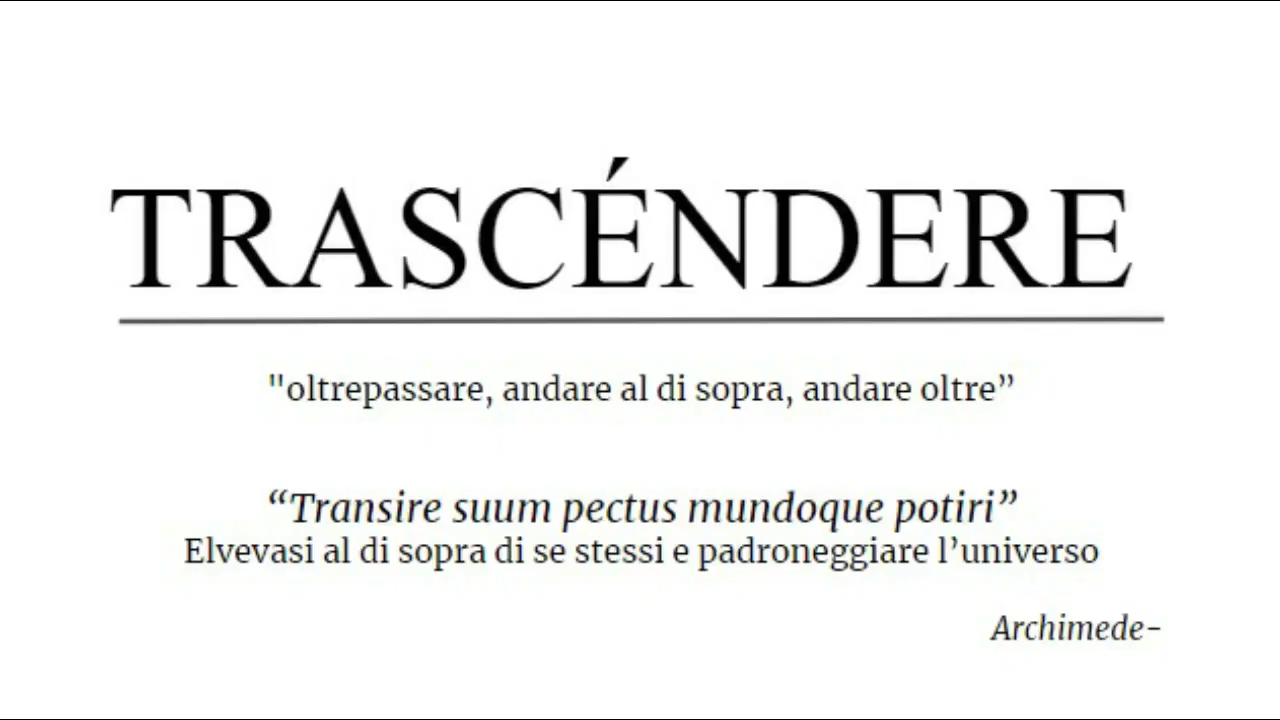 TRASCÉNDERE
"oltrepassare, andare al di sopra, andare oltre”
“Transire suum pectus mundoque potiri”
Elvevasi al di sopra di se stessi e padroneggiare l’universo
Archimede-